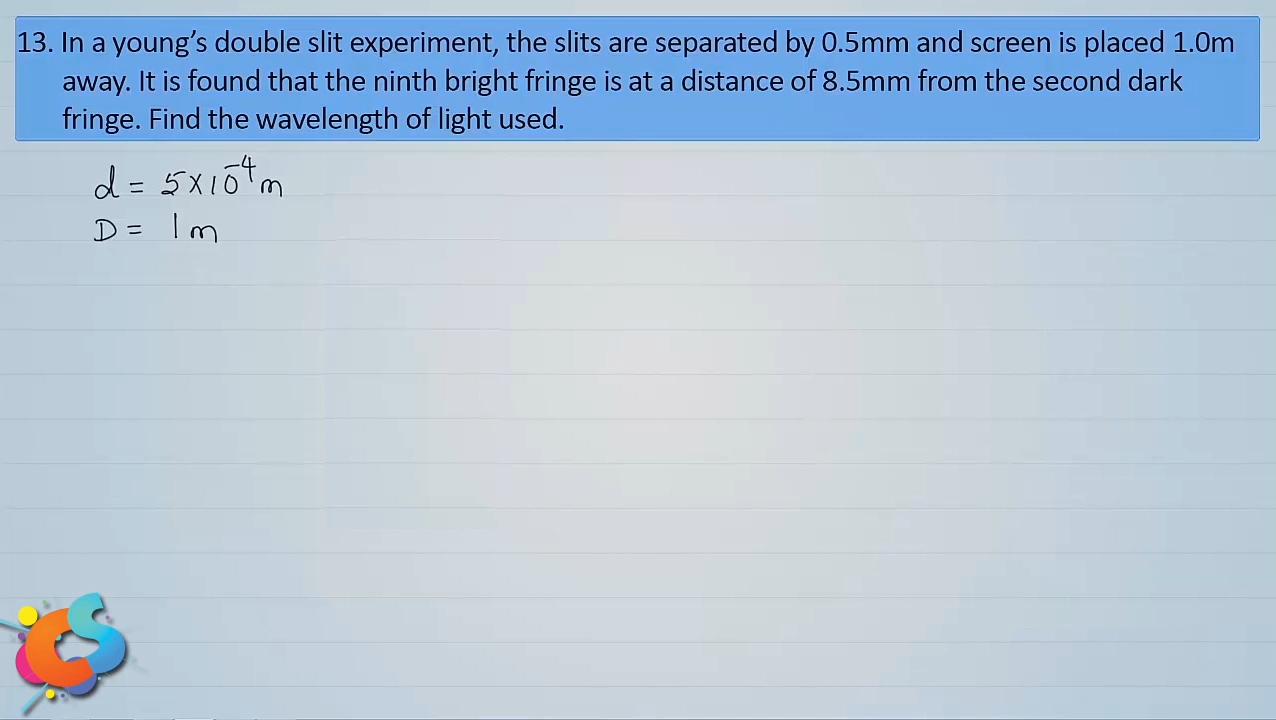 13. In a young’s double slit experiment, the slits are separated by 0.5mm and screen is placed 1.0m
away. It is found that the ninth bright fringe is at a distance of 8.5mm from the second dark
fringe. Find the wavelength of light used.
d = 5×10⁻⁴ m
D = 1 m
CS